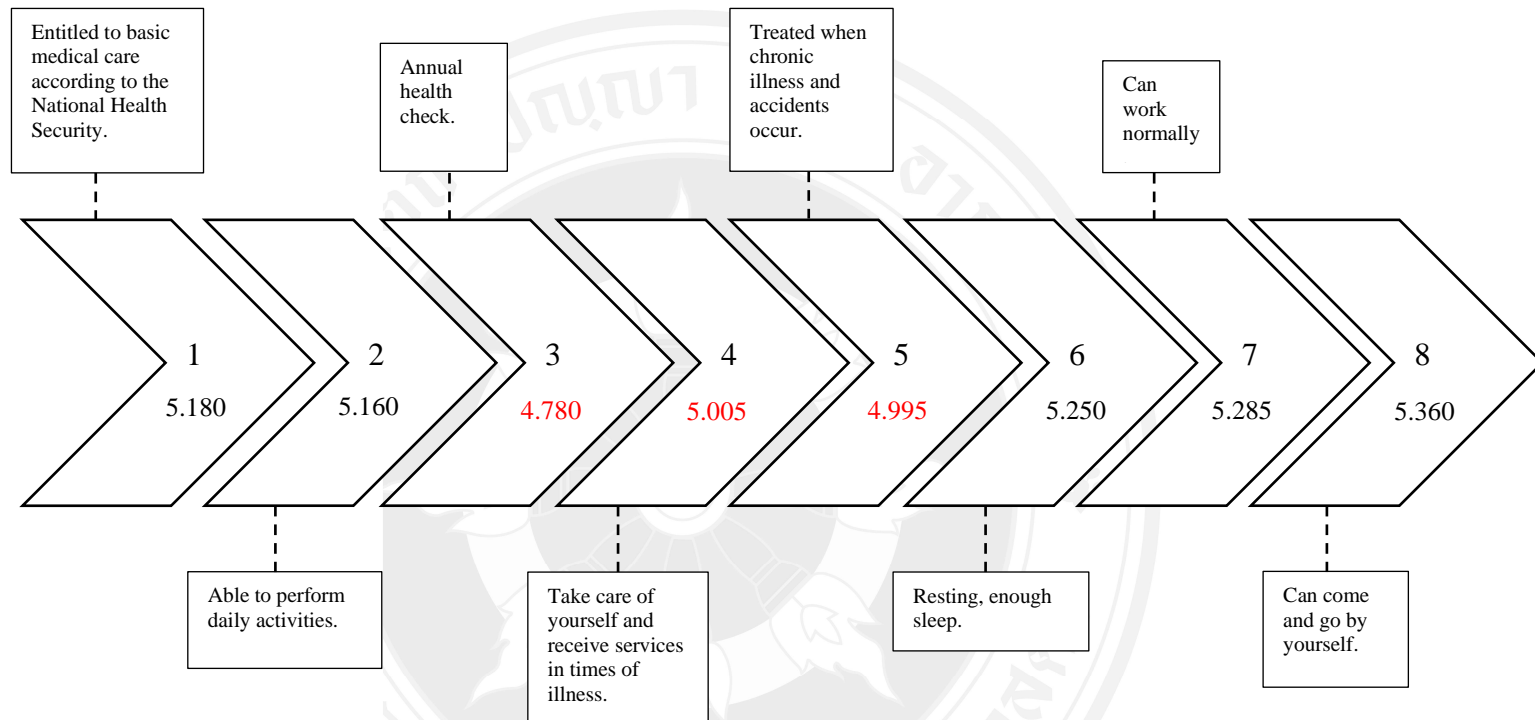 Entitled to basic
medical care
according to the
National Health
Security.
Annual
health
check.
Treated when
chronic
illness and
accidents
occur.
Can
work
normally
1
5.180
2
5.160
3
4.780
4
5.005
5
4.995
6
5.250
7
5.285
8
5.360
Able to perform
daily activities.
Take care of
yourself and
receive services
in times of
illness.
Resting, enough
sleep.
Can come
and go by
yourself.